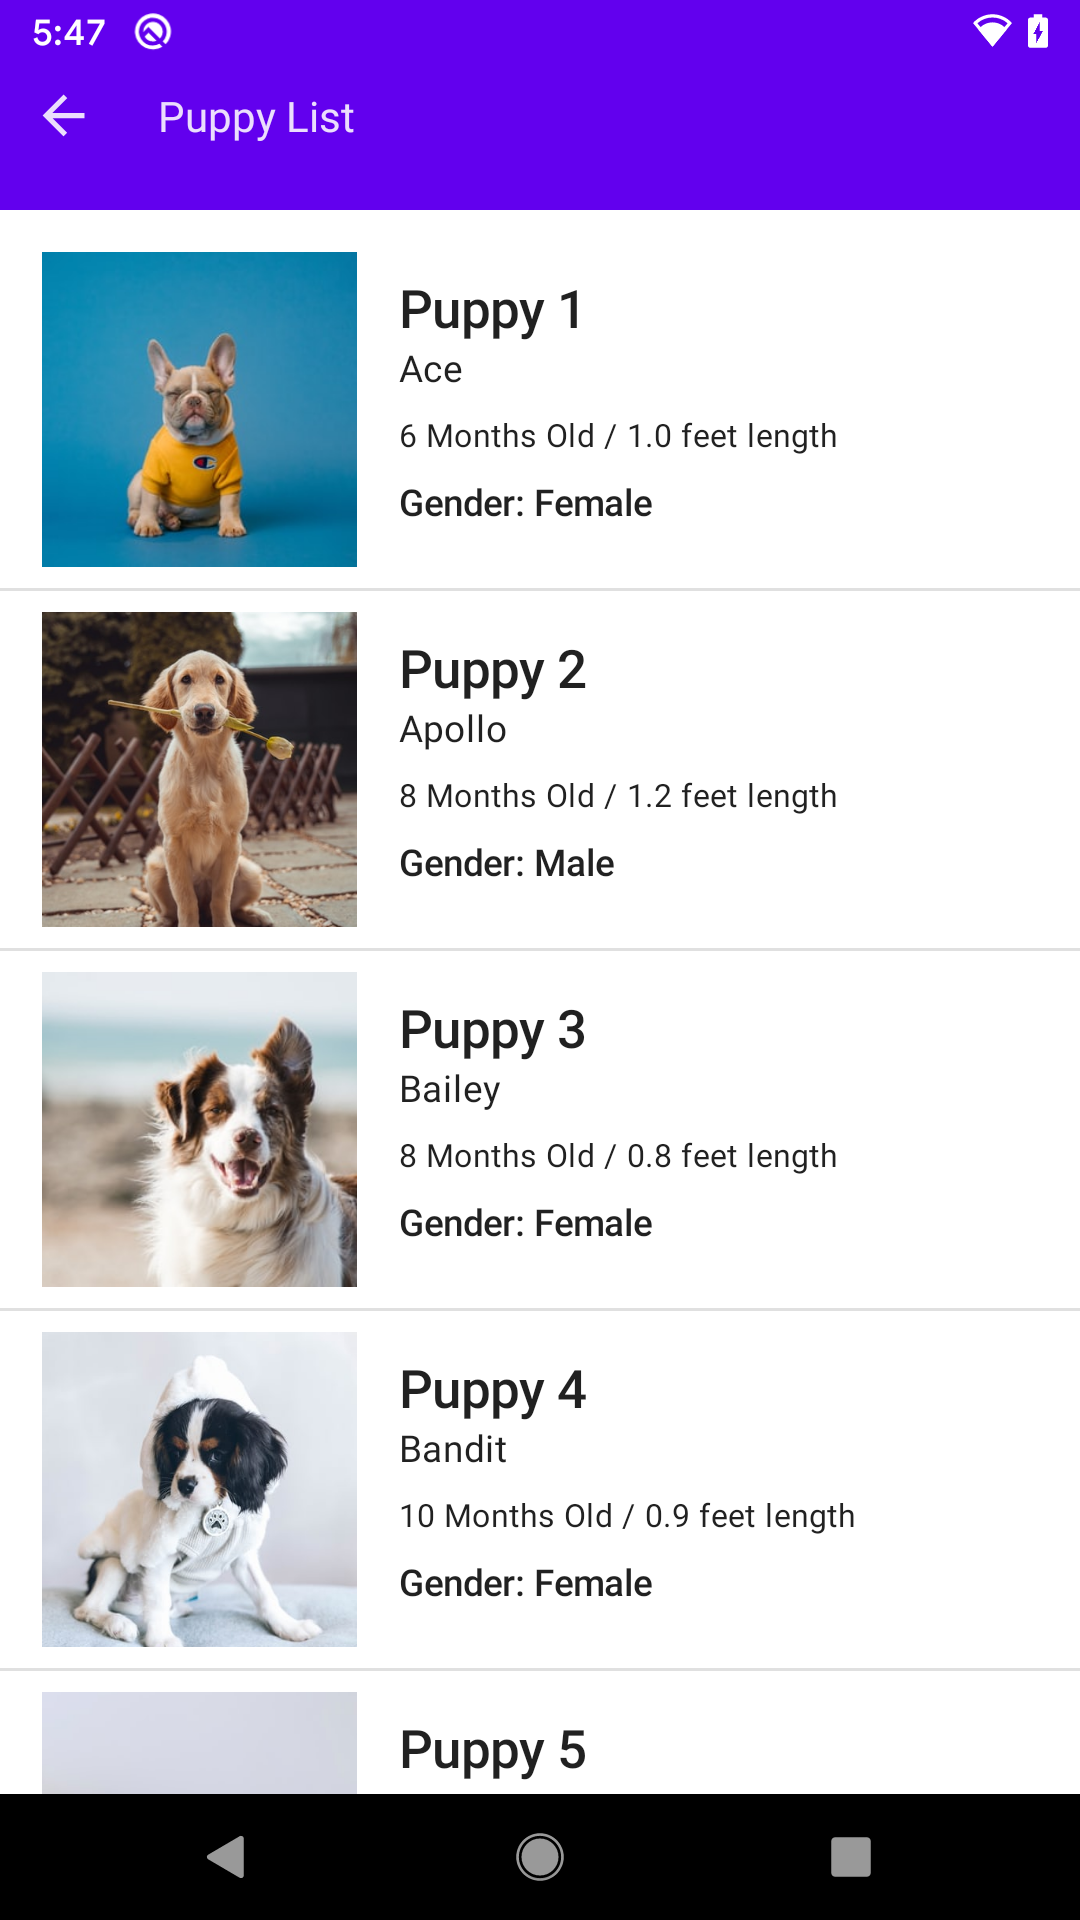 5:47
Puppy List
Puppy 1
Ace
6 Months Old / 1.0 feet length
Gender: Female
Puppy 2
Apollo
8 Months Old / 1.2 feet length
Gender: Male
Puppy 3
Bailey
8 Months Old / 0.8 feet length
Gender: Female
Puppy 4
Bandit
10 Months Old / 0.9 feet length
Gender: Female
Puppy 5